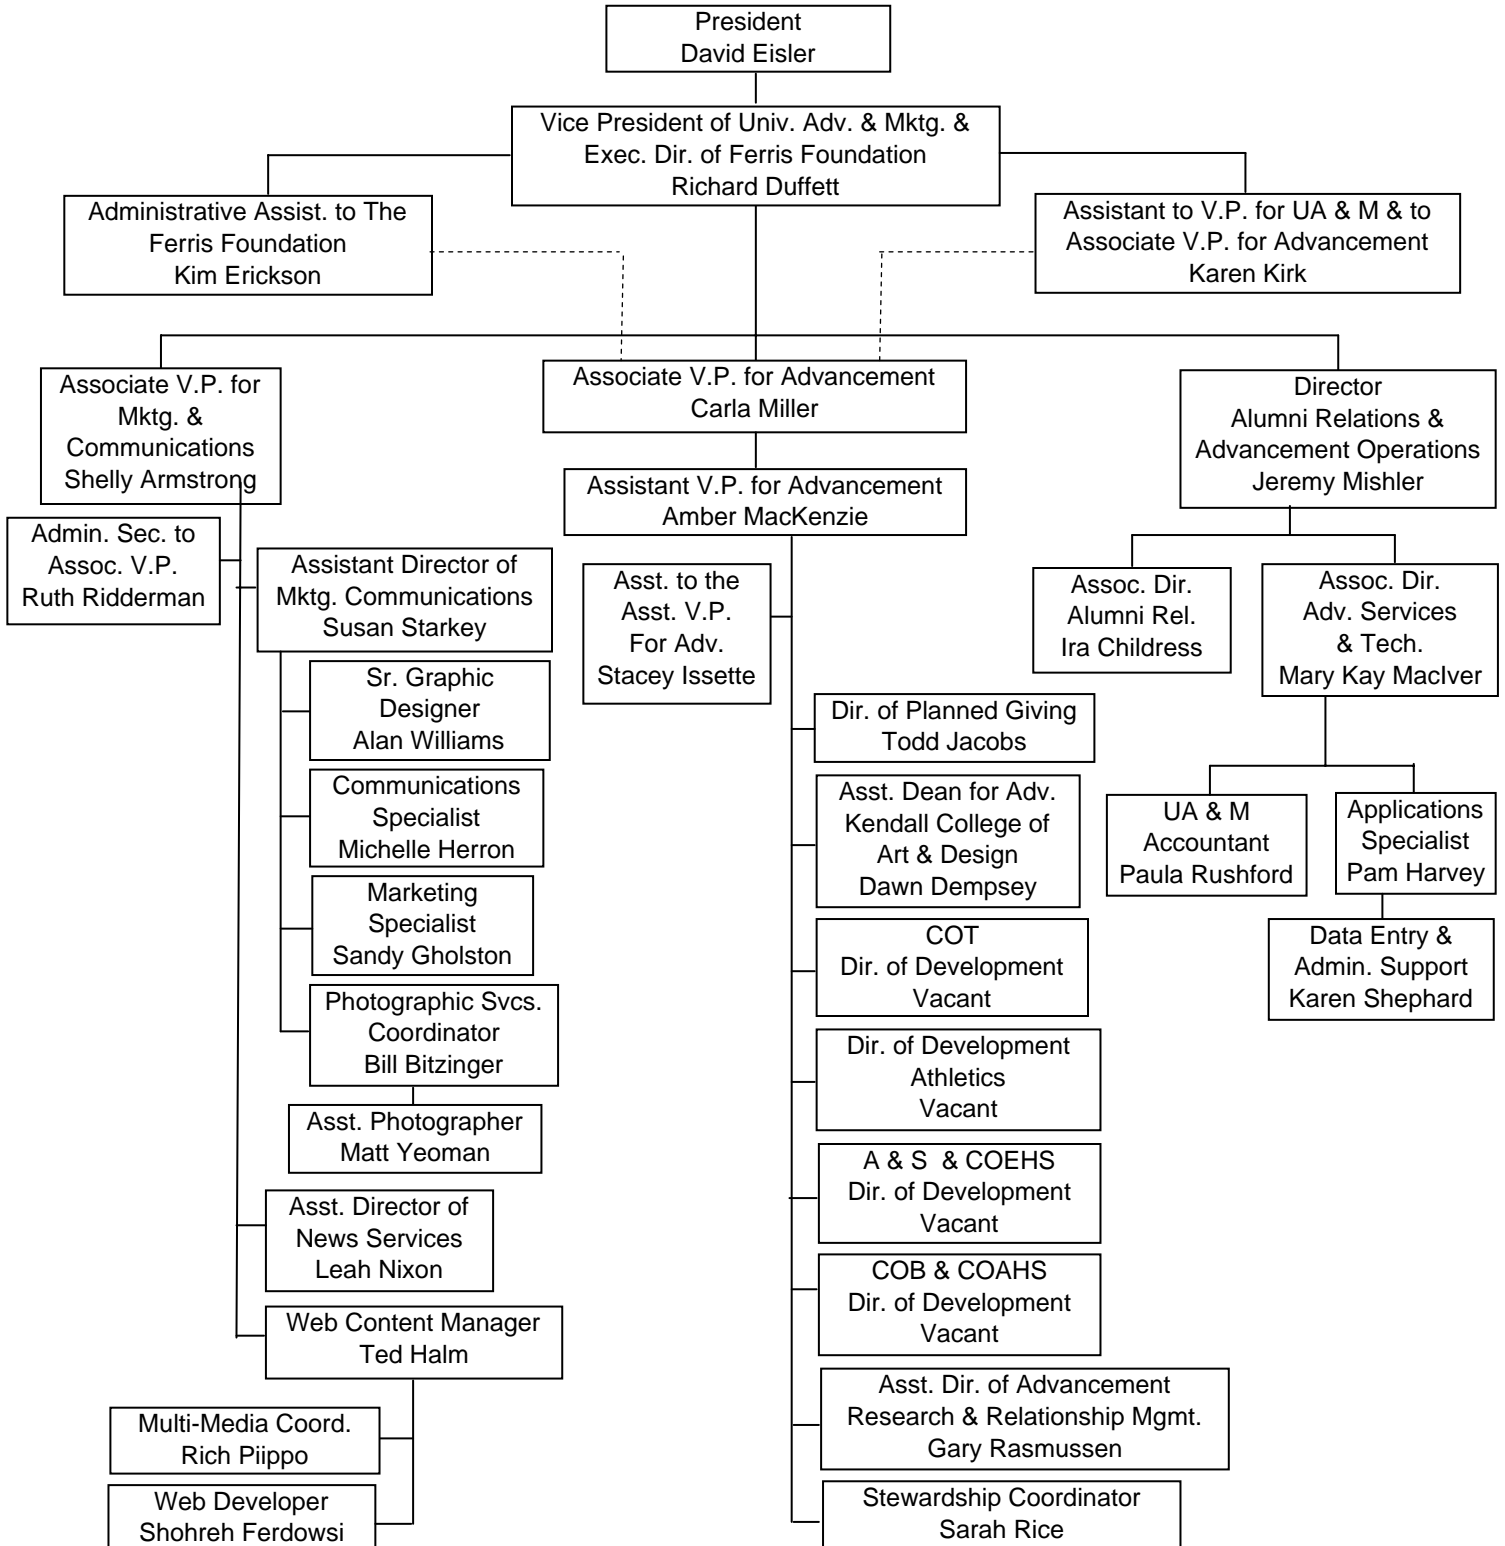 President
David Eisler
Vice President of Univ. Adv. & Mktg. &
Exec. Dir. of Ferris Foundation
Richard Duffett
Administrative Assist. to The
Ferris Foundation
Kim Erickson
Assistant to V.P. for UA & M & to
Associate V.P. for Advancement
Karen Kirk
Associate V.P. for
Mktg. &
Communications
Shelly Armstrong
Associate V.P. for Advancement
Carla Miller
Director
Alumni Relations &
Advancement Operations
Jeremy Mishler
Assistant V.P. for Advancement
Amber MacKenzie
Admin. Sec. to
Assoc. V.P.
Ruth Ridderman
Assistant Director of
Mktg. Communications
Susan Starkey
Sr. Graphic
Designer
Alan Williams
Communications
Specialist
Michelle Herron
Marketing
Specialist
Sandy Gholston
Photographic Svcs.
Coordinator
Bill Bitzinger
Asst. Photographer
Matt Yeoman
Asst. Director of
News Services
Leah Nixon
Web Content Manager
Ted Halm
Multi-Media Coord.
Rich Piippo
Web Developer
Shohreh Ferdowsi
Asst. to the
Asst. V.P.
For Adv.
Stacey Issette
Dir. of Planned Giving
Todd Jacobs
Asst. Dean for Adv.
Kendall College of
Art & Design
Dawn Dempsey
COT
Dir. of Development
Vacant
Dir. of Development
Athletics
Vacant
A & S & COEHS
Dir. of Development
Vacant
COB & COAHS
Dir. of Development
Vacant
Asst. Dir. of Advancement
Research & Relationship Mgmt.
Gary Rasmussen
Stewardship Coordinator
Sarah Rice
Assoc. Dir.
Alumni Rel.
Ira Childress
Assoc. Dir.
Adv. Services
& Tech.
Mary Kay MacIver
UA & M
Accountant
Paula Rushford
Applications
Specialist
Pam Harvey
Data Entry &
Admin. Support
Karen Shephard